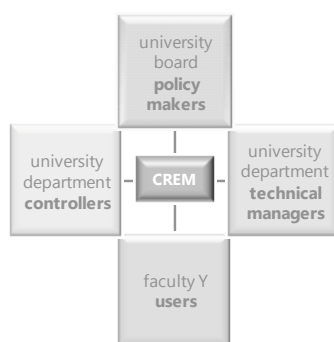 university
board
policy
makers
university
department
controllers
CREM
university
department
technical
managers
faculty Y
users